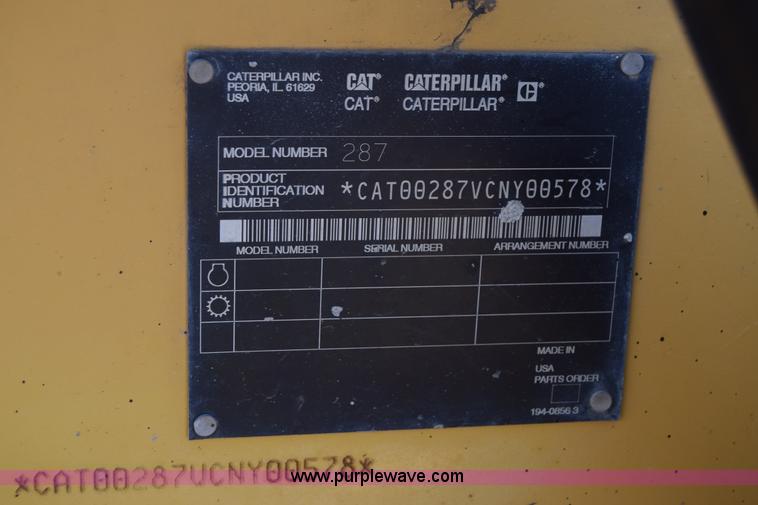 CATERPILLAR INC.
PEORIA, IL. 61629
USA
CAT® CATERPILLAR®
CAT® CATERPILLAR®
MODEL NUMBER 287
PRODUCT
IDENTIFICATION
NUMBER
*CAT00287VCNY00578*
MODEL NUMBER SERIAL NUMBER ARRANGEMENT NUMBER
MADE IN
USA
PARTS ORDER
194-0856 3
*CAT00287VCNY00578*
www.purplewave.com